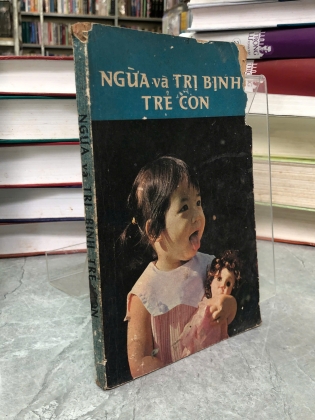 NGỪA và TRỊ BỊNH
TRẺ CON
NGỪA và TRỊ BỊNH TRẺ CON